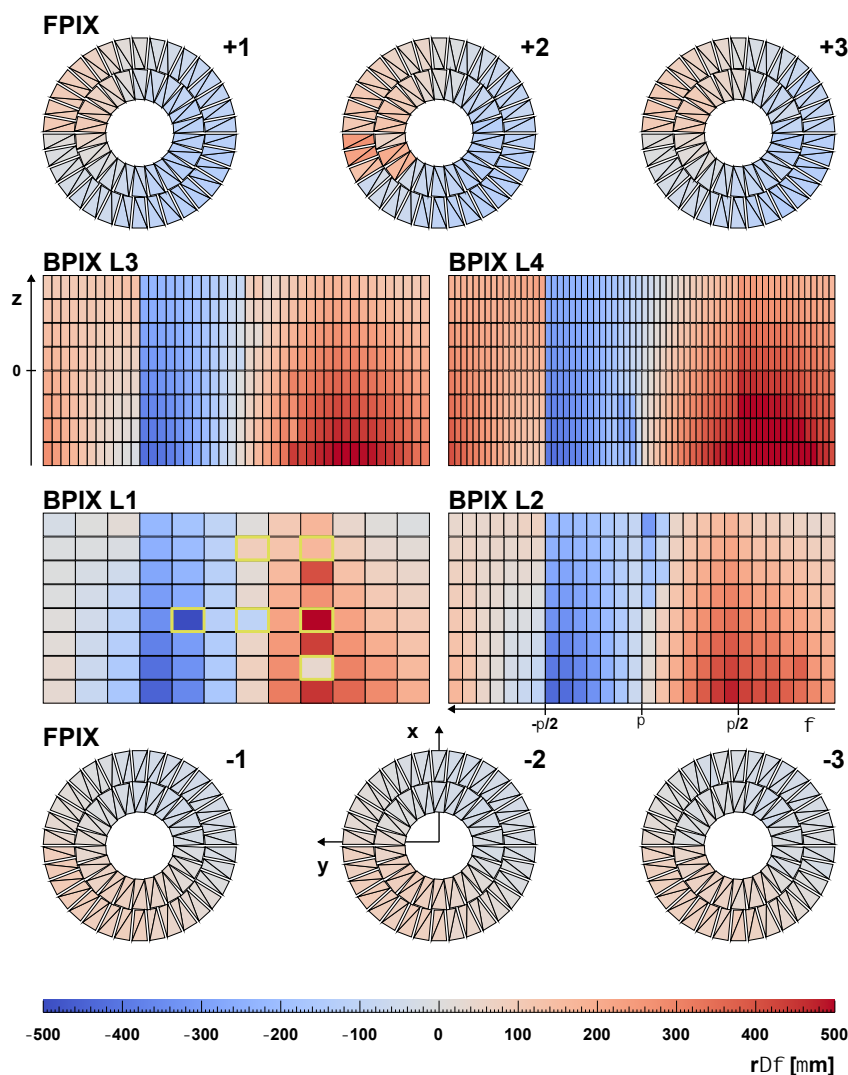 FPIX
+1 +2 +3
BPIX L3 BPIX L4
z
0
BPIX L1 BPIX L2
-p/2 p p/2 f
FPIX
x
-1 -2 -3
y
-500 -400 -300 -200 -100 0 100 200 300 400 500
rDf [mm]